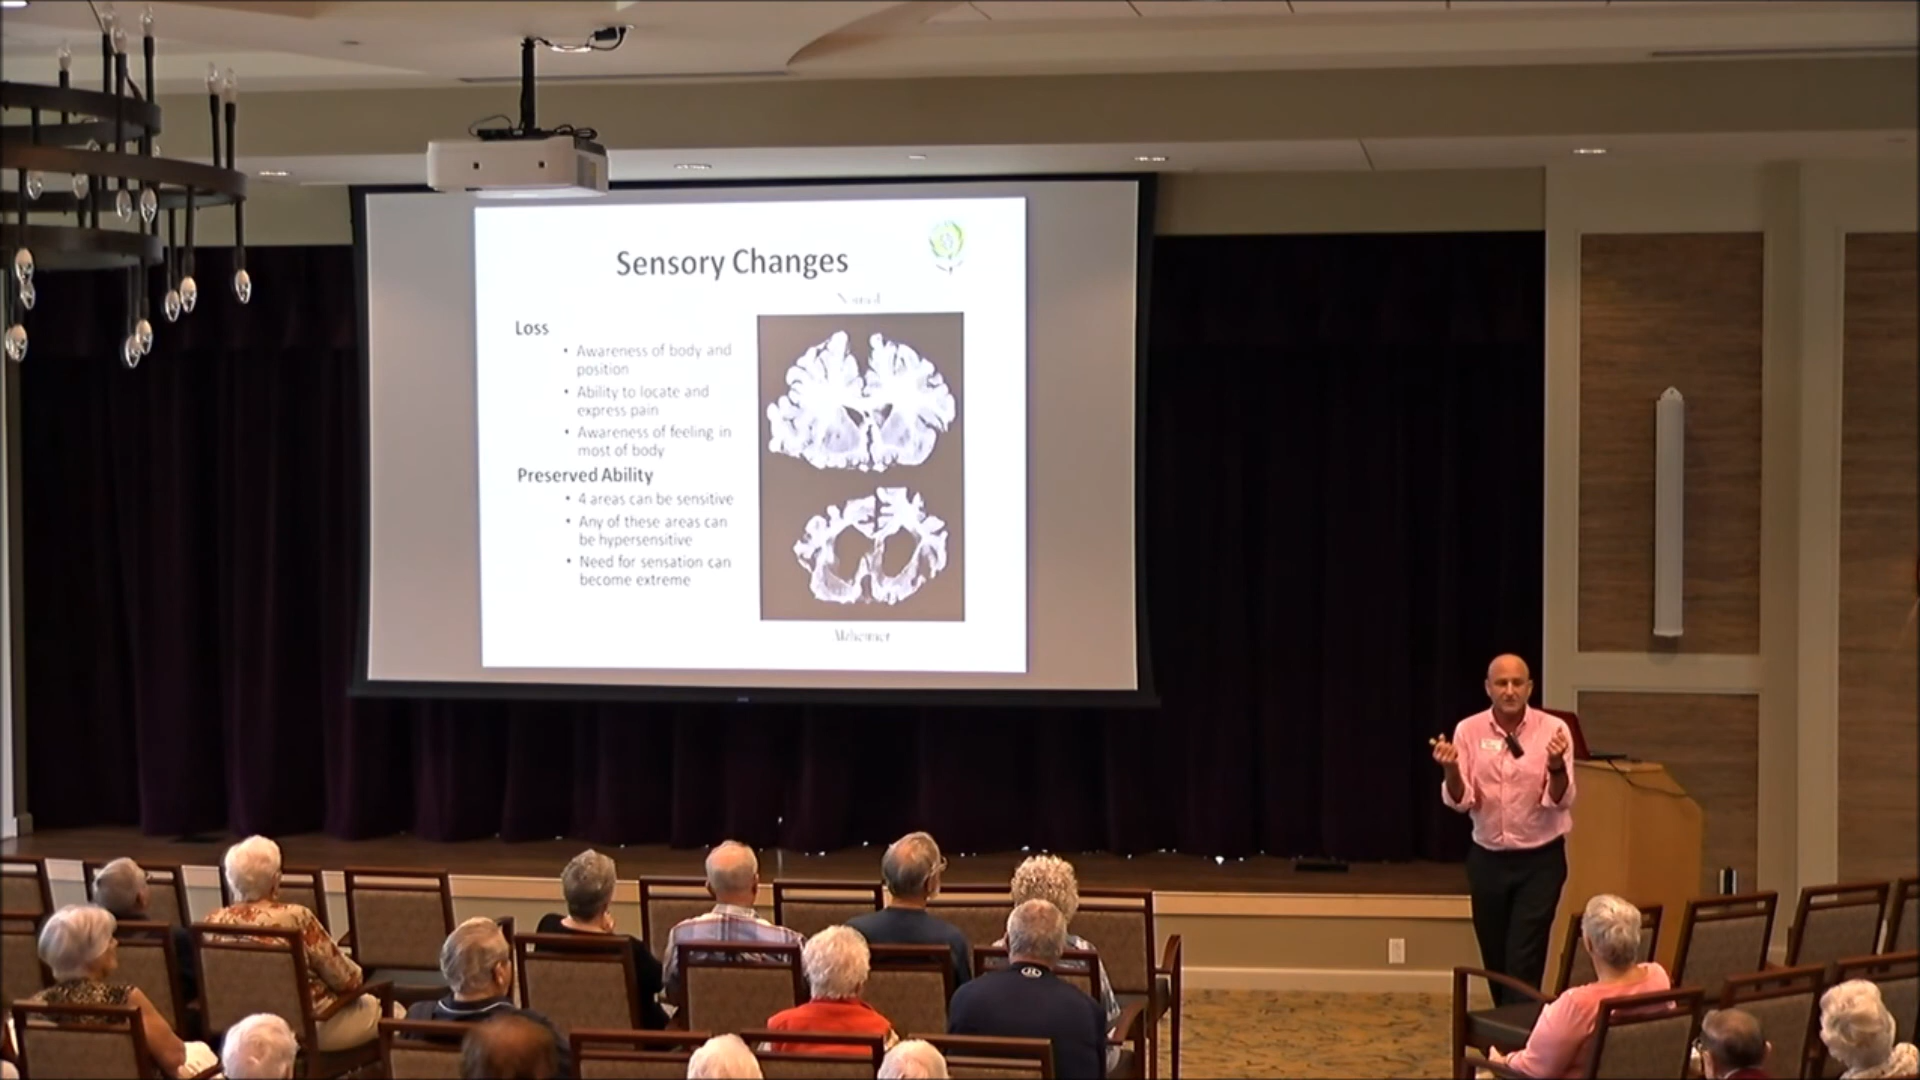 Sensory Changes
Normal
Loss
• Awareness of body and
position
• Ability to locate and
express pain
• Awareness of feeling in
most of body
Preserved Ability
• 4 areas can be sensitive
• Any of these areas can
be hypersensitive
• Need for sensation can
become extreme
Alzheimer